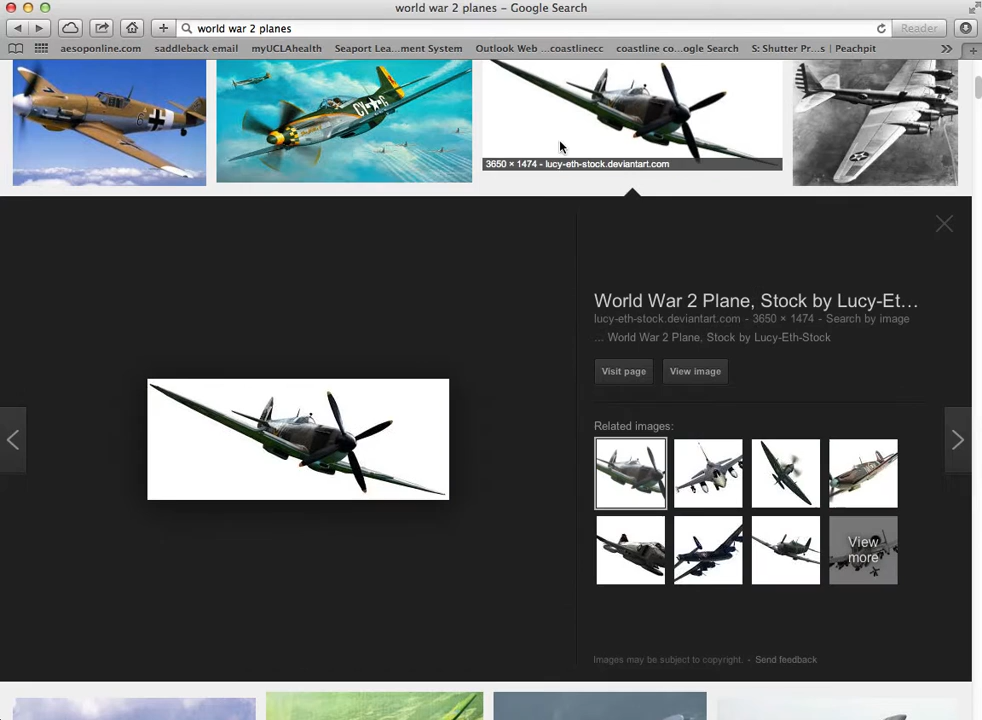 world war 2 planes – Google Search
world war 2 planes
Reader
aesoponline.com saddleback email myUCLAhealth Seaport Lea...ment System Outlook Web ...coastlinecc coastline co...ogle Search S: Shutter Pr...s | Peachpit
3650 × 1474 - lucy-eth-stock.deviantart.com
World War 2 Plane, Stock by Lucy-Et...
lucy-eth-stock.deviantart.com - 3650 × 1474 - Search by image
... World War 2 Plane, Stock by Lucy-Eth-Stock
Visit page View image
Related images:
View
more
Images may be subject to copyright. - Send feedback